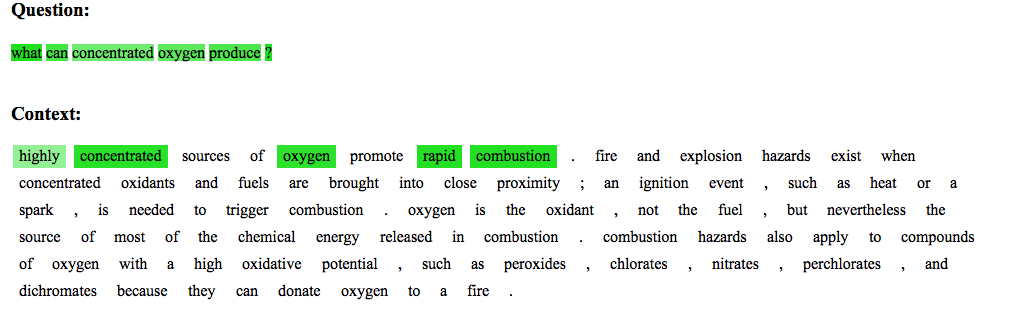 Question:
what can concentrated oxygen produce ?
Context:
highly concentrated sources of oxygen promote rapid combustion . fire and explosion hazards exist when
concentrated oxidants and fuels are brought into close proximity ; an ignition event , such as heat or a
spark , is needed to trigger combustion . oxygen is the oxidant , not the fuel , but nevertheless the
source of most of the chemical energy released in combustion . combustion hazards also apply to compounds
of oxygen with a high oxidative potential , such as peroxides , chlorates , nitrates , perchlorates , and
dichromates because they can donate oxygen to a fire .